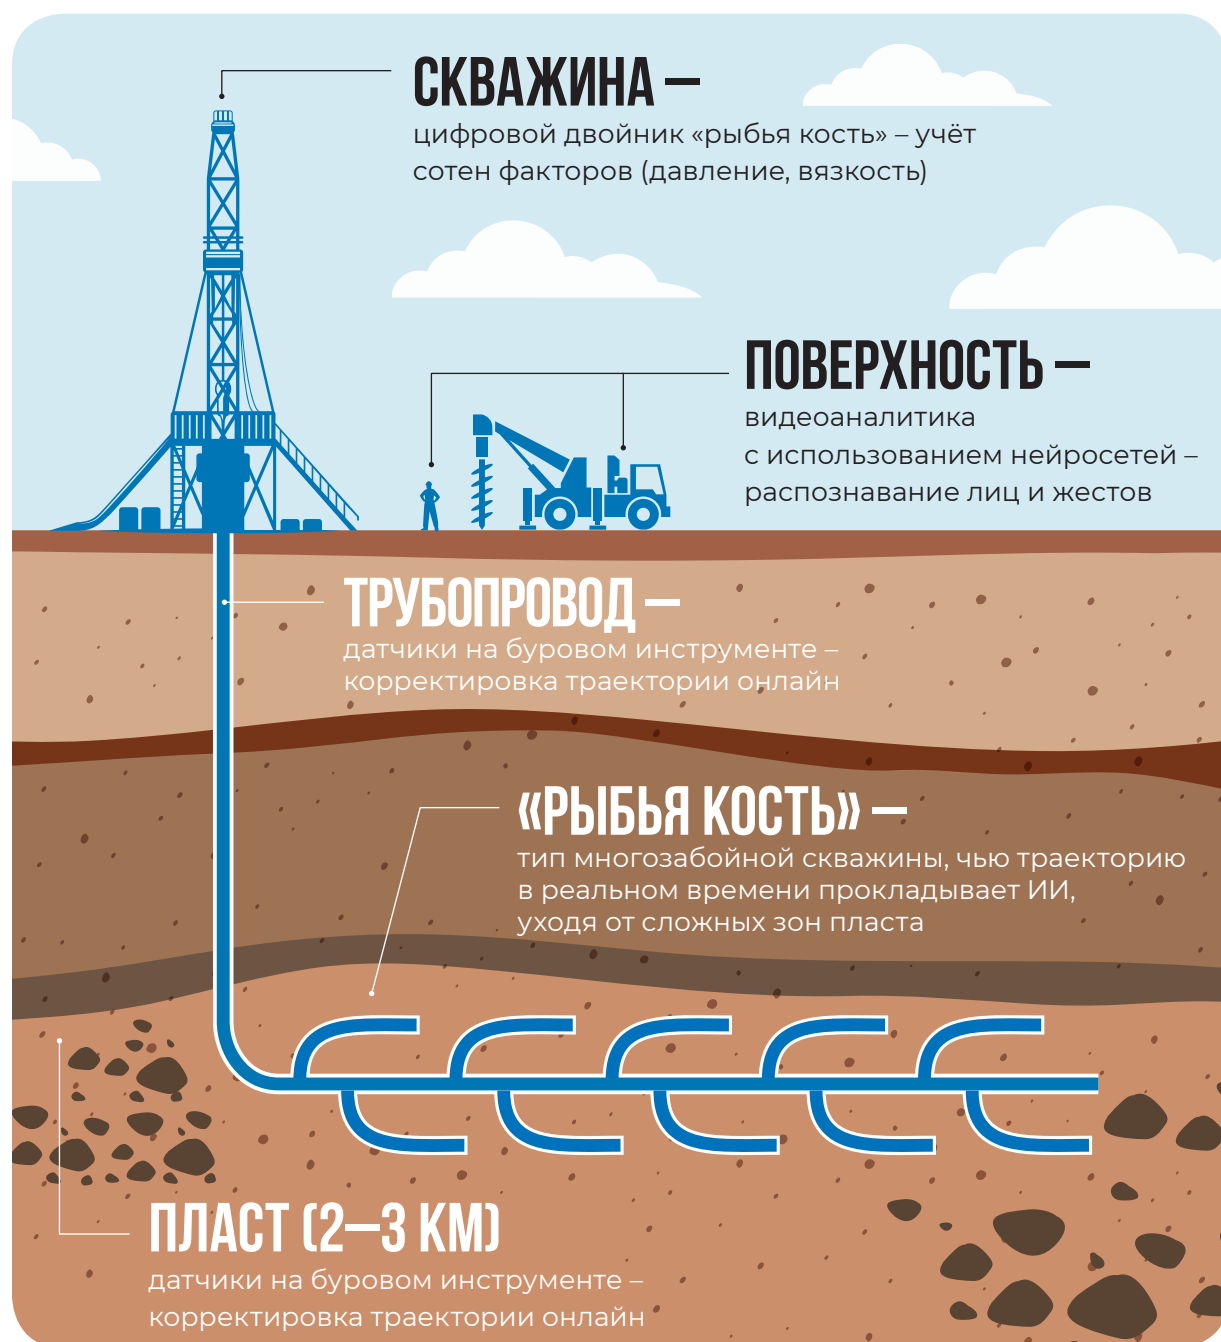 СКВАЖИНА –
цифровой двойник «рыбья кость» – учёт
сотен факторов (давление, вязкость)
ПОВЕРХНОСТЬ –
видеоаналитика
с использованием нейросетей –
распознавание лиц и жестов
ТРУБОПРОВОД –
датчики на буровом инструменте –
корректировка траектории онлайн
«РЫБЬЯ КОСТЬ» –
тип многозабойной скважины, чью траекторию
в реальном времени прокладывает ИИ,
уходя от сложных зон пласта
ПЛАСТ (2–3 КМ)
датчики на буровом инструменте –
корректировка траектории онлайн